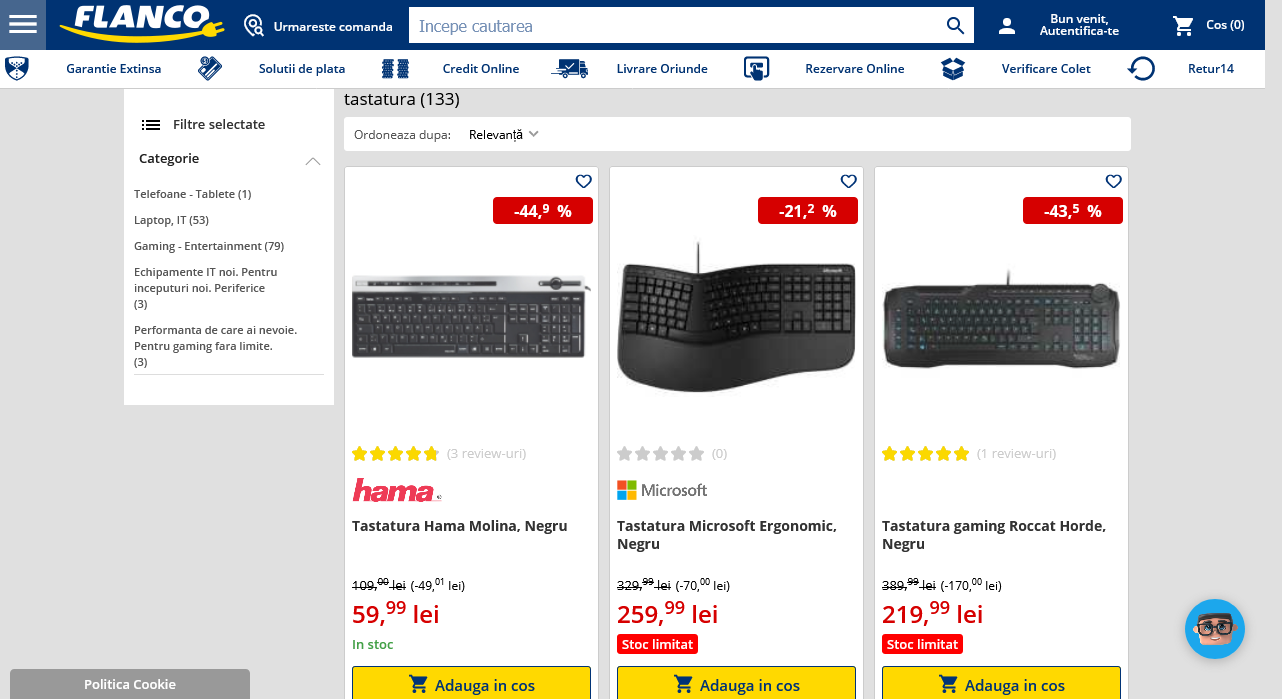 FLANCO
Urmareste comanda
Incepe cautarea
Bun venit,
Autentifica-te
Cos (0)
Garantie Extinsa
Solutii de plata
Credit Online
Livrare Oriunde
Rezervare Online
Verificare Colet
Retur14
Filtre selectate
Categorie
Telefoane - Tablete (1)
Laptop, IT (53)
Gaming - Entertainment (79)
Echipamente IT noi. Pentru
inceputuri noi. Periferice
(3)
Performanta de care ai nevoie.
Pentru gaming fara limite.
(3)
tastatura (133)
Ordoneaza dupa: Relevanță
-44,9 %
(3 review-uri)
hama
Tastatura Hama Molina, Negru
109,00 lei (-49,01 lei)
59,99 lei
In stoc
Adauga in cos
-21,2 %
(0)
Microsoft
Tastatura Microsoft Ergonomic,
Negru
329,99 lei (-70,00 lei)
259,99 lei
Stoc limitat
Adauga in cos
-43,5 %
(1 review-uri)
Tastatura gaming Roccat Horde,
Negru
389,99 lei (-170,00 lei)
219,99 lei
Stoc limitat
Adauga in cos
Politica Cookie